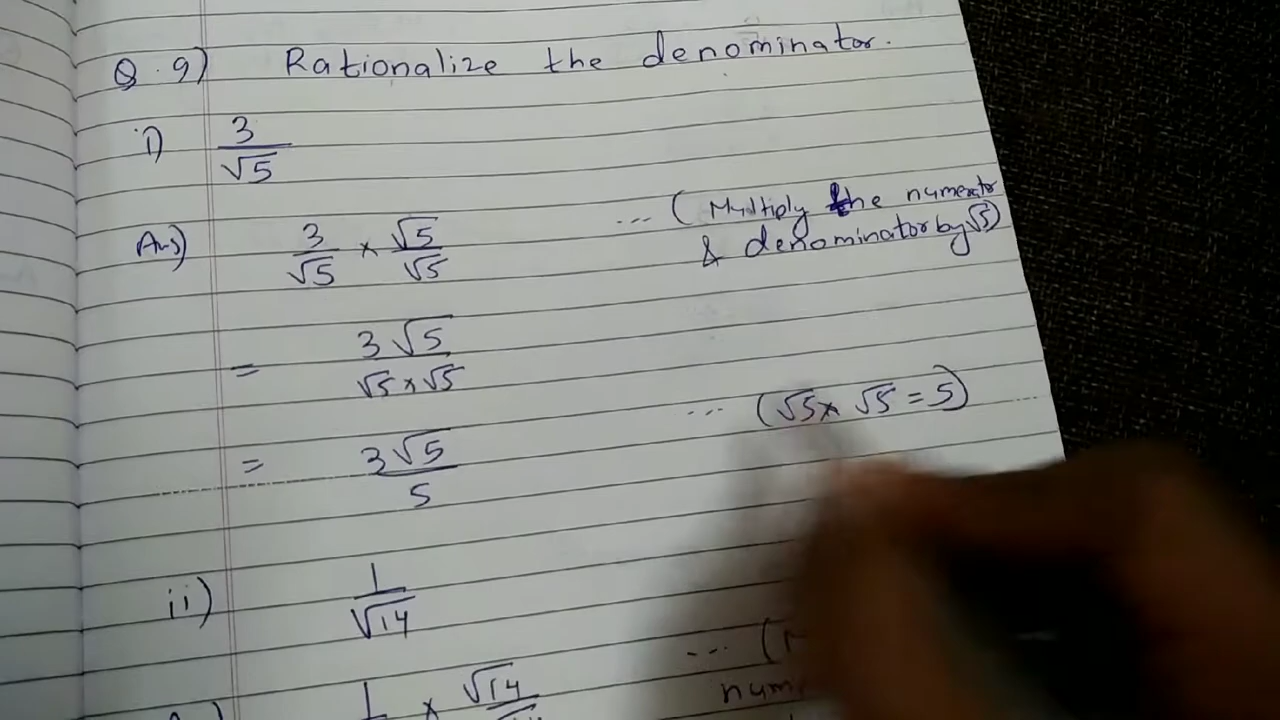 Q.9) Rationalize the denominator.
i) 3/√5
Ans) 3/√5 × √5/√5 ... (Multiply the numerator
& denominator by √5)
= 3√5/√5×√5
= 3√5/5 ... (√5× √5 = 5)
ii) 1/√14
1 × √14 ... (